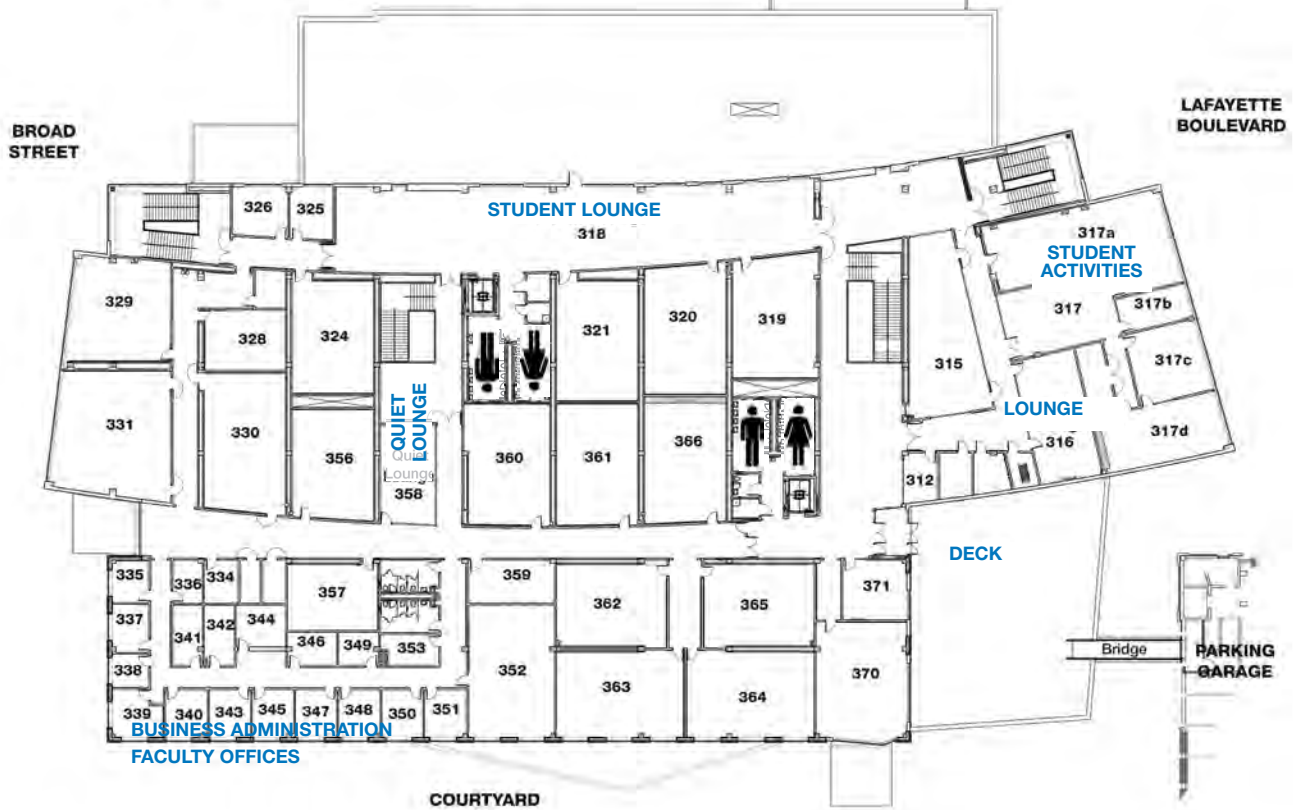 BROAD
STREET
LAFAYETTE
BOULEVARD
326
325
STUDENT LOUNGE
318
317a
STUDENT
ACTIVITIES
329
328
324
321
320
319
315
317
317b
317c
331
330
356
QUIET
LOUNGE
Quiet
Lounge
358
360
361
366
LOUNGE
316
317d
312
DECK
335
336
334
357
359
362
365
371
337
341
342
344
346
349
353
352
338
363
364
370
Bridge
PARKING
GARAGE
339
340
343
345
347
348
350
351
BUSINESS ADMINISTRATION
FACULTY OFFICES
COURTYARD